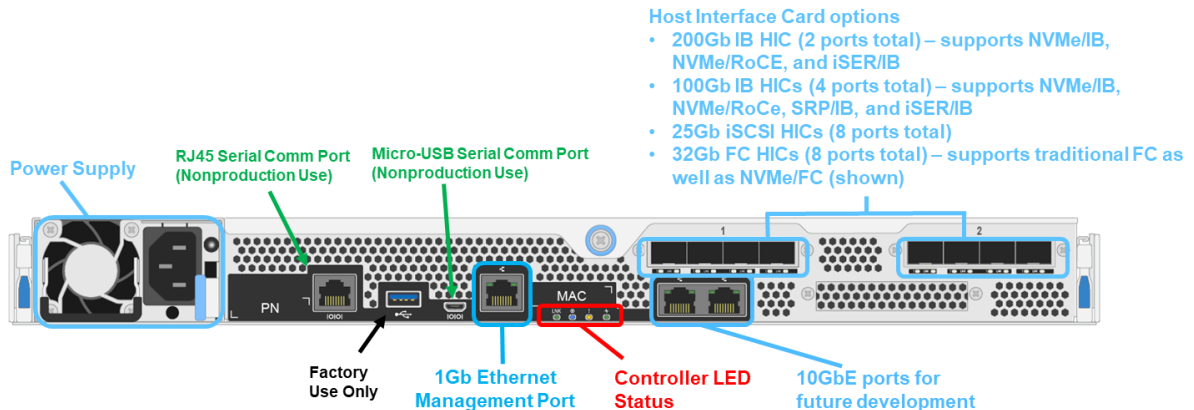 Host Interface Card options
• 200Gb IB HIC (2 ports total) – supports NVMe/IB,
NVMe/RoCE, and iSER/IB
• 100Gb IB HICs (4 ports total) – supports NVMe/IB,
NVMe/RoCe, SRP/IB, and iSER/IB
• 25Gb iSCSI HICs (8 ports total)
• 32Gb FC HICs (8 ports total) – supports traditional FC as
well as NVMe/FC (shown)
Power Supply
RJ45 Serial Comm Port
(Nonproduction Use)
Micro-USB Serial Comm Port
(Nonproduction Use)
1
2
PN
MAC
IOIOI
IOIOI
LNK
Factory
Use Only
1Gb Ethernet
Management Port
Controller LED
Status
10GbE ports for
future development